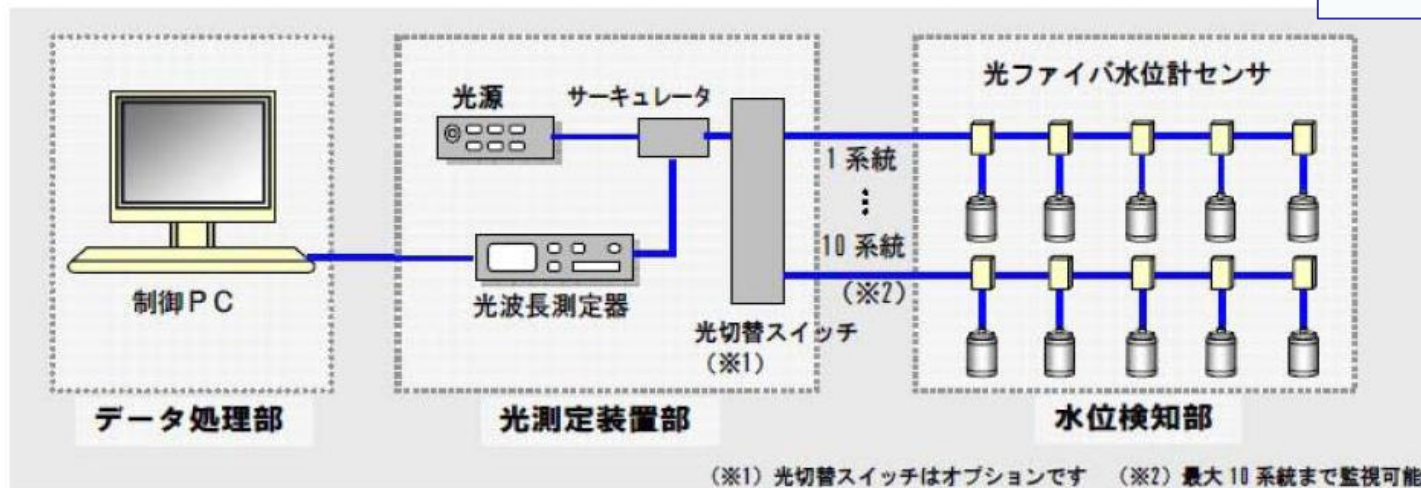 光ファイバ水位計センサ
光源
サーキュレータ
1系統
10系統
(※2)
制御PC
光波長測定器
光切替スイッチ
(※1)
データ処理部
光測定装置部
水位検知部
(※1)光切替スイッチはオプションです (※2)最大10系統まで監視可能